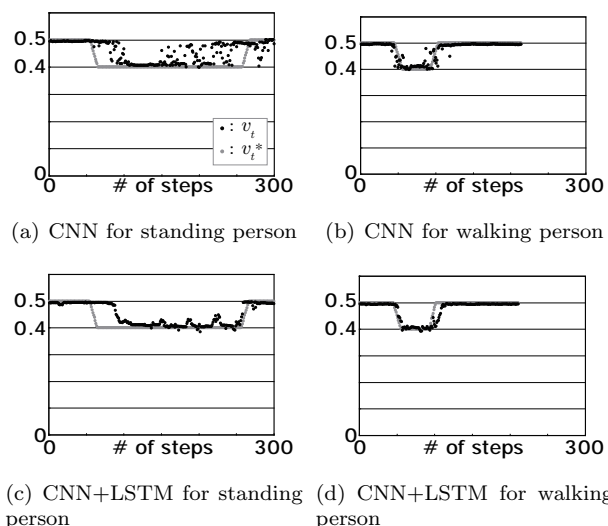 0.5
0.4
0
0 # of steps 300
• : v_t
• : v_t*
0.5
0.4
0
0 # of steps 300
(a) CNN for standing person (b) CNN for walking person
0.5
0.4
0
0 # of steps 300
0.5
0.4
0
0 # of steps 300
(c) CNN+LSTM for standing person
(d) CNN+LSTM for walking person